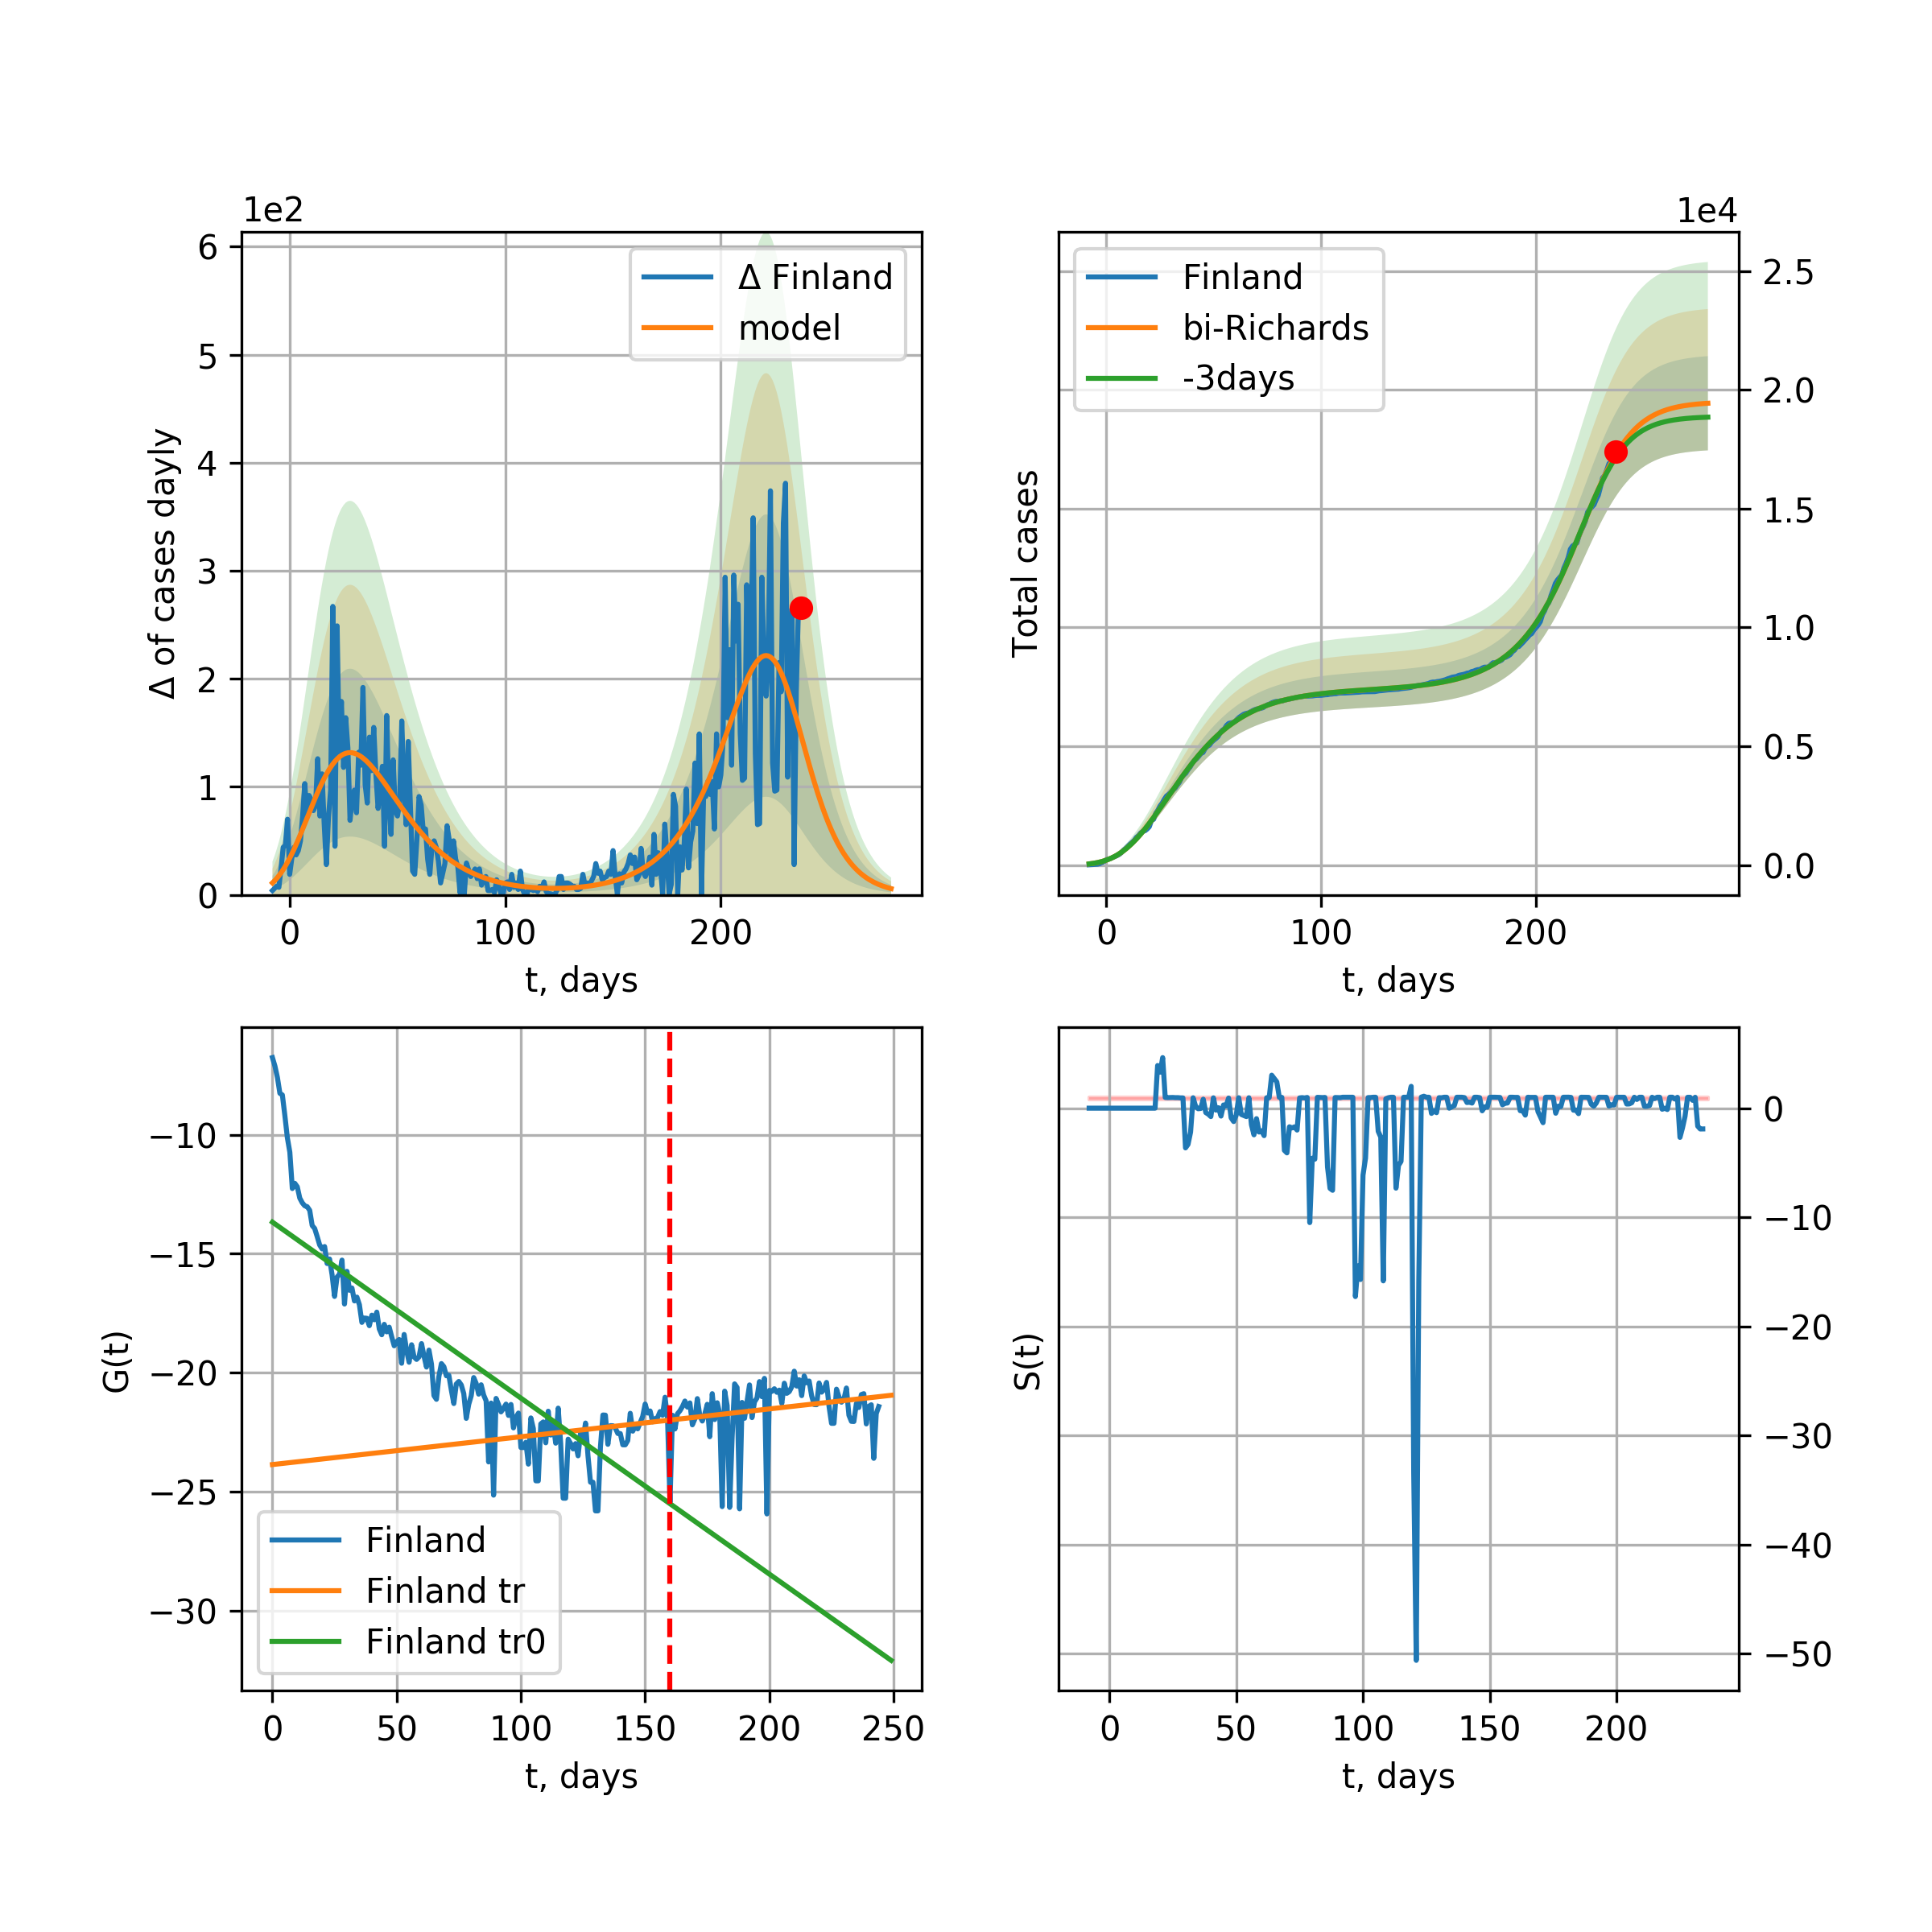 1e2
Δ of cases dayly
6
5
4
3
2
1
0
Δ Finland
model
0 100 200
t, days
1e4
Total cases
Finland
bi-Richards
-3days
2.5
2.0
1.5
1.0
0.5
0.0
0 100 200
t, days
G(t)
−10
−15
−20
−25
−30
Finland
Finland tr
Finland tr0
0 50 100 150 200 250
t, days
S(t)
0
−10
−20
−30
−40
−50
0 50 100 150 200
t, days